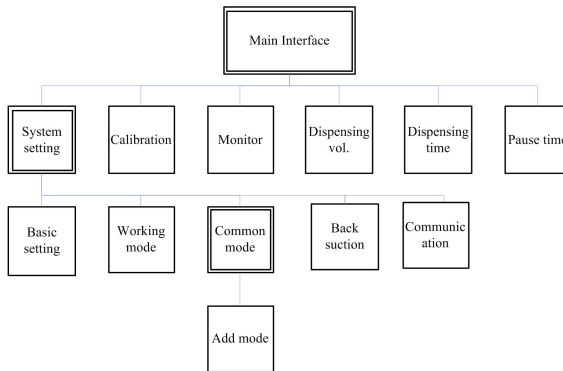 Main Interface
System
setting
Calibration
Monitor
Dispensing
vol.
Dispensing
time
Pause time
Basic
setting
Working
mode
Common
mode
Back
suction
Communic
ation
Add mode